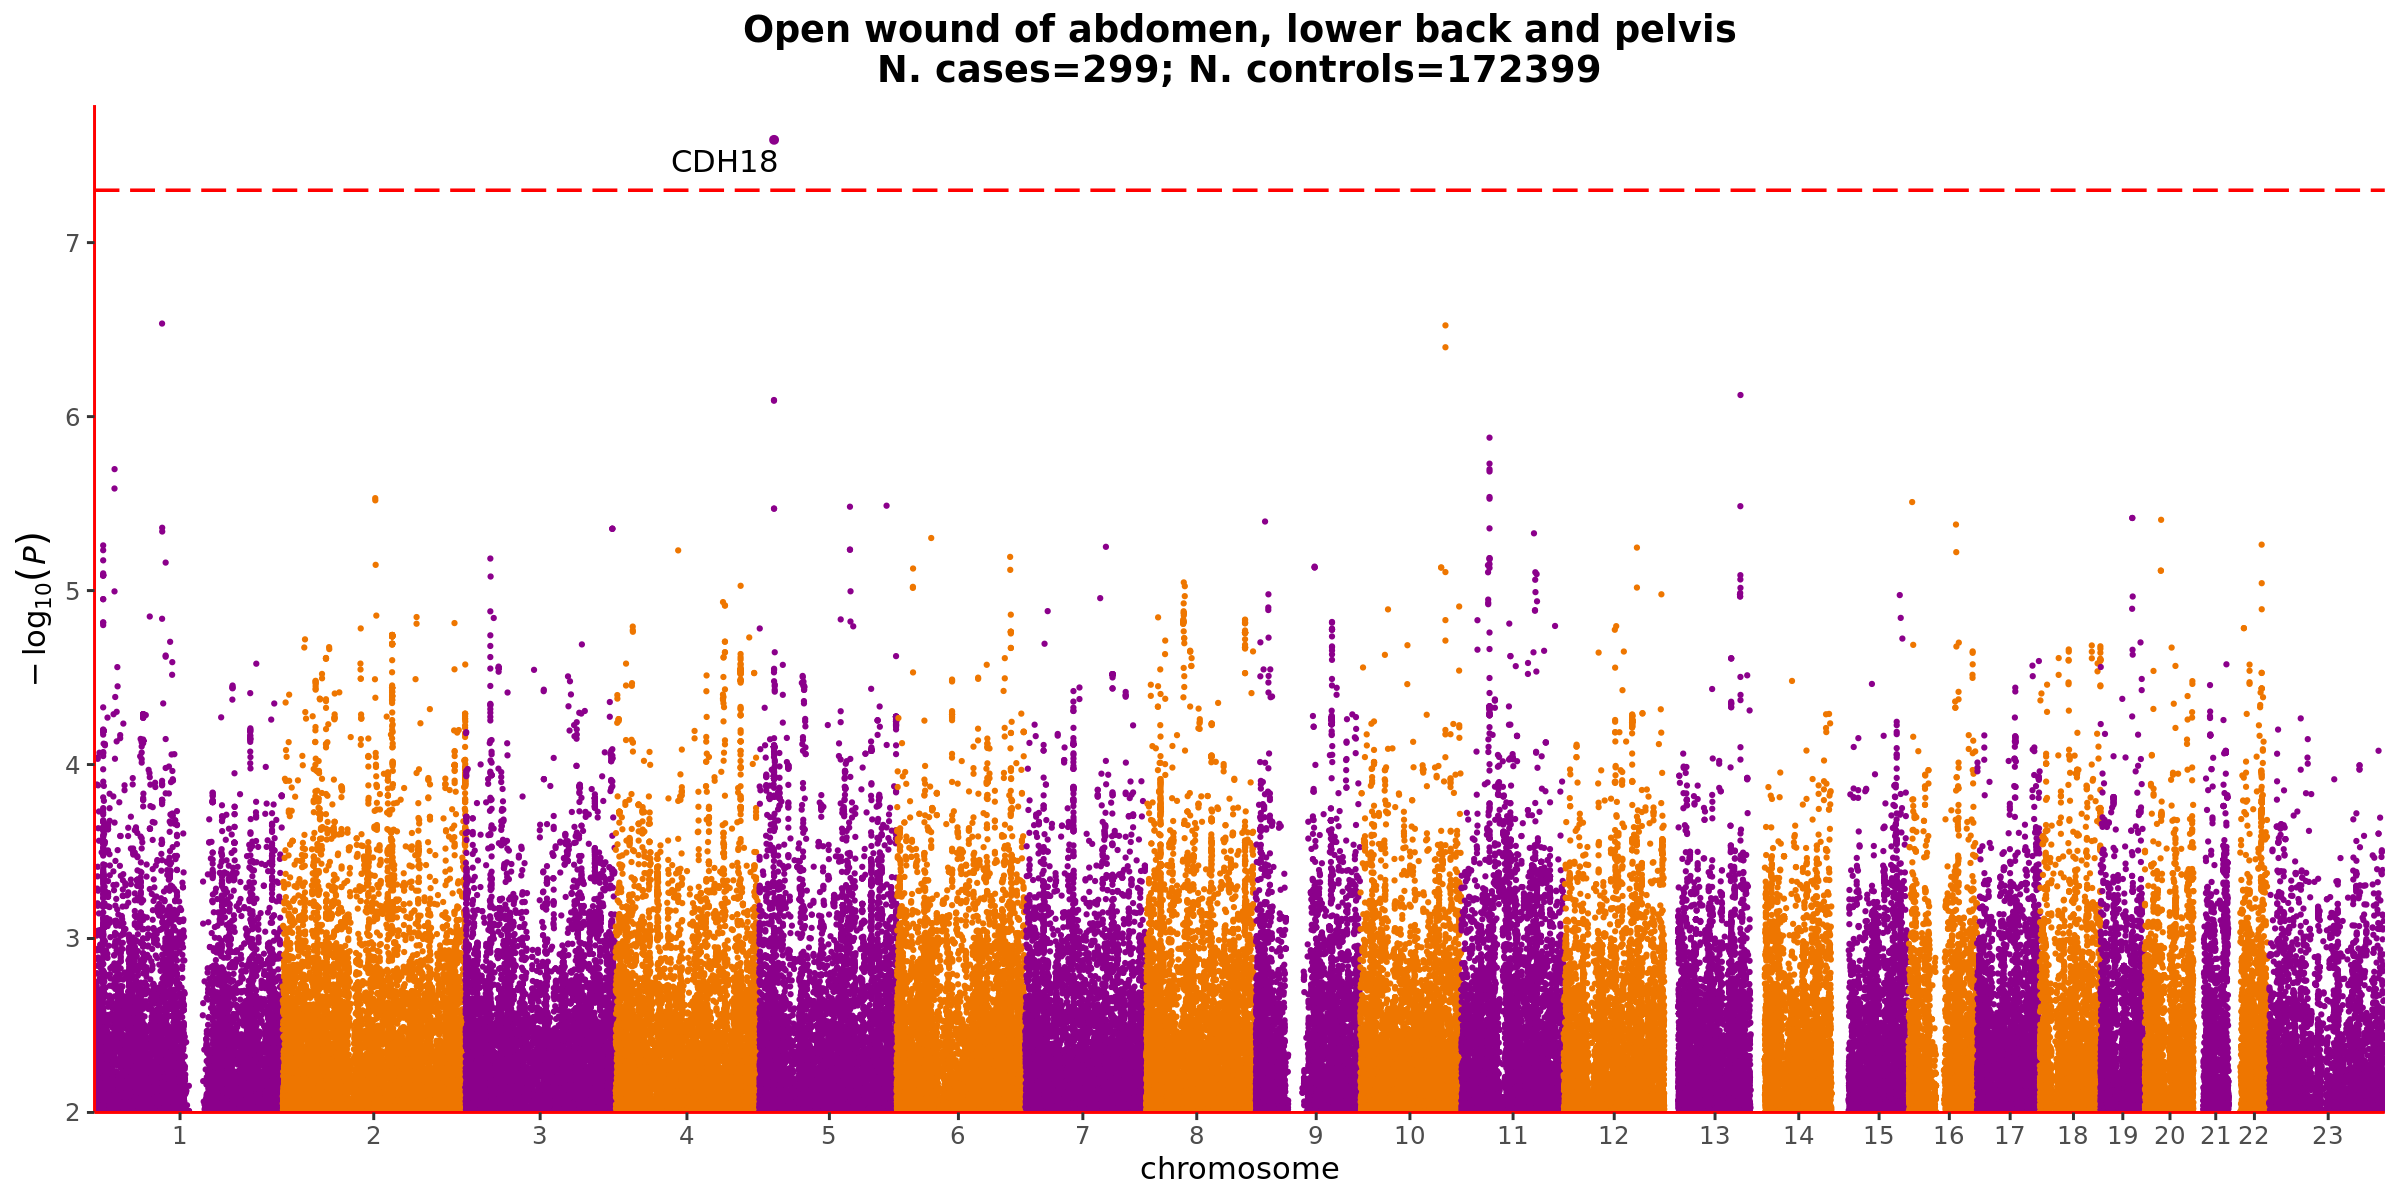 Open wound of abdomen, lower back and pelvis
N. cases=299; N. controls=172399
CDH18
7
6
5
4
3
2
−log10(P)
1 2 3 4 5 6 7 8 9 10 11 12 13 14 15 16 17 18 19 20 21 22 23
chromosome